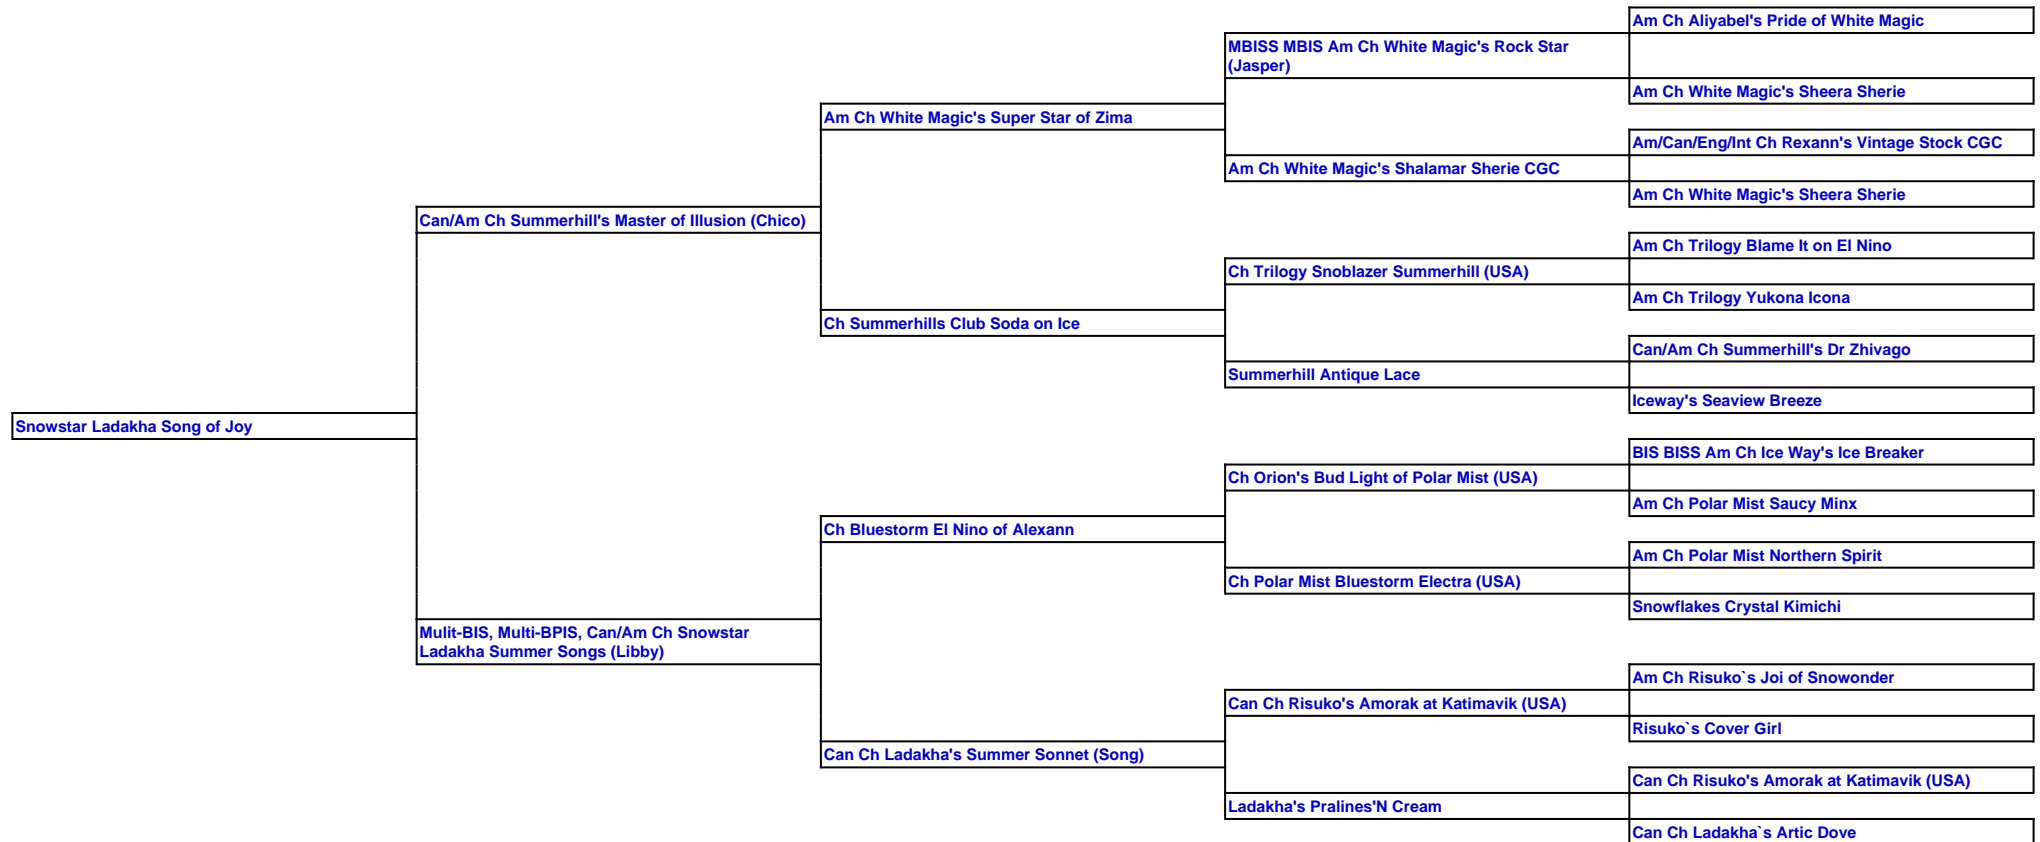 Am Ch Aliyabel's Pride of White Magic
MBISS MBIS Am Ch White Magic's Rock Star
(Jasper)
Am Ch White Magic's Sheera Sherie
Am Ch White Magic's Super Star of Zima
Am/Can/Eng/Int Ch Rexann's Vintage Stock CGC
Am Ch White Magic's Shalamar Sherie CGC
Am Ch White Magic's Sheera Sherie
Can/Am Ch Summerhill's Master of Illusion (Chico)
Am Ch Trilogy Blame It on El Nino
Ch Trilogy Snoblazer Summerhill (USA)
Am Ch Trilogy Yukona Icona
Ch Summerhills Club Soda on Ice
Can/Am Ch Summerhill's Dr Zhivago
Summerhill Antique Lace
Iceway's Seaview Breeze
Snowstar Ladakha Song of Joy
BIS BISS Am Ch Ice Way's Ice Breaker
Ch Orion's Bud Light of Polar Mist (USA)
Am Ch Polar Mist Saucy Minx
Ch Bluestorm El Nino of Alexann
Am Ch Polar Mist Northern Spirit
Ch Polar Mist Bluestorm Electra (USA)
Snowflakes Crystal Kimichi
Mulit-BIS, Multi-BPIS, Can/Am Ch Snowstar
Ladakha Summer Songs (Libby)
Am Ch Risuko`s Joi of Snowonder
Can Ch Risuko's Amorak at Katimavik (USA)
Risuko`s Cover Girl
Can Ch Ladakha's Summer Sonnet (Song)
Can Ch Risuko's Amorak at Katimavik (USA)
Ladakha's Pralines'N Cream
Can Ch Ladakha`s Artic Dove